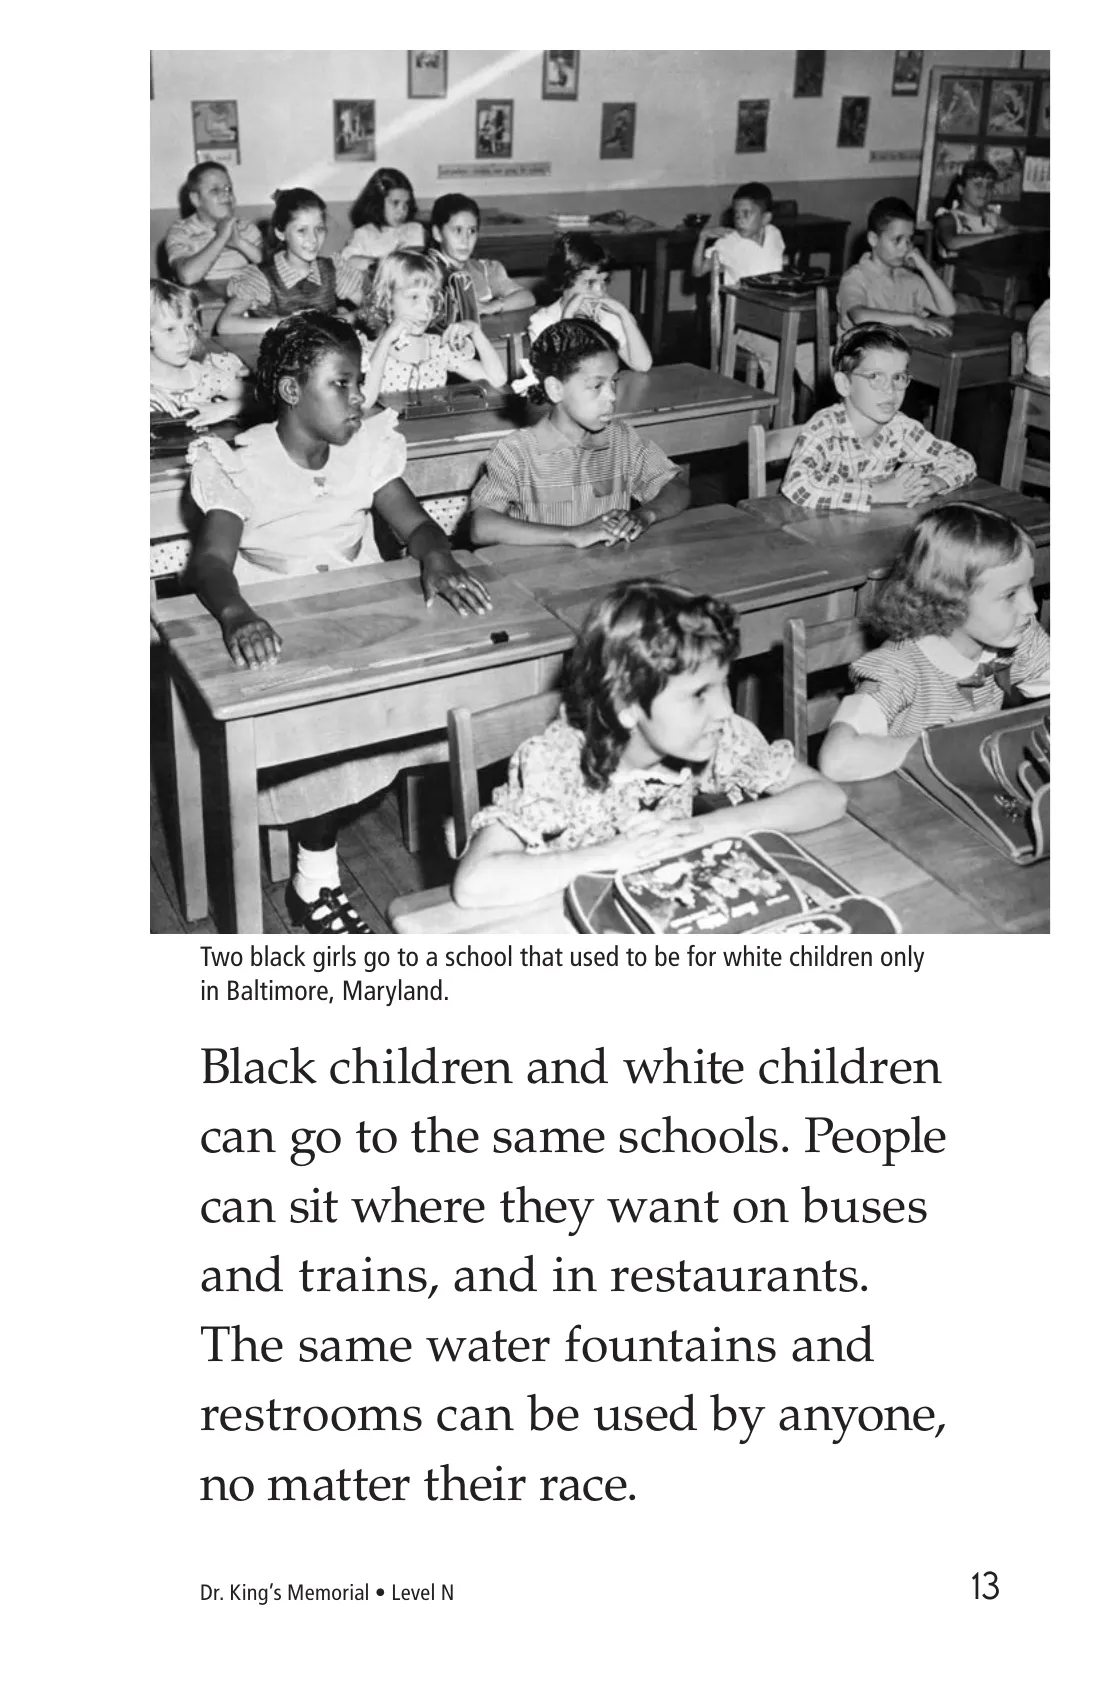 Two black girls go to a school that used to be for white children only
in Baltimore, Maryland.
Black children and white children
can go to the same schools. People
can sit where they want on buses
and trains, and in restaurants.
The same water fountains and
restrooms can be used by anyone,
no matter their race.
Dr. King’s Memorial • Level N
13